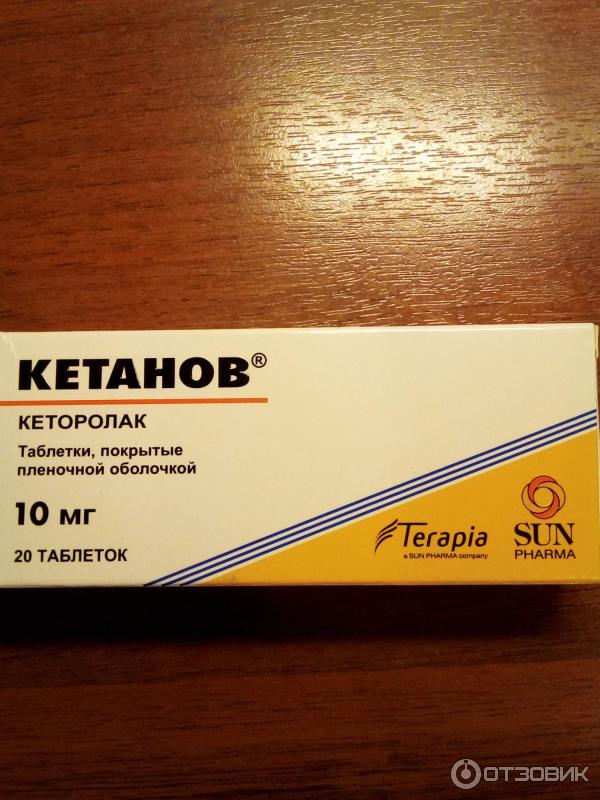 КЕТАНОВ®
КЕТОРОЛАК
Таблетки, покрытые
пленочной оболочкой
10 мг
20 ТАБЛЕТОК
Terapia
a SUN PHARMA company
SUN
PHARMA
ОТЗОВИК